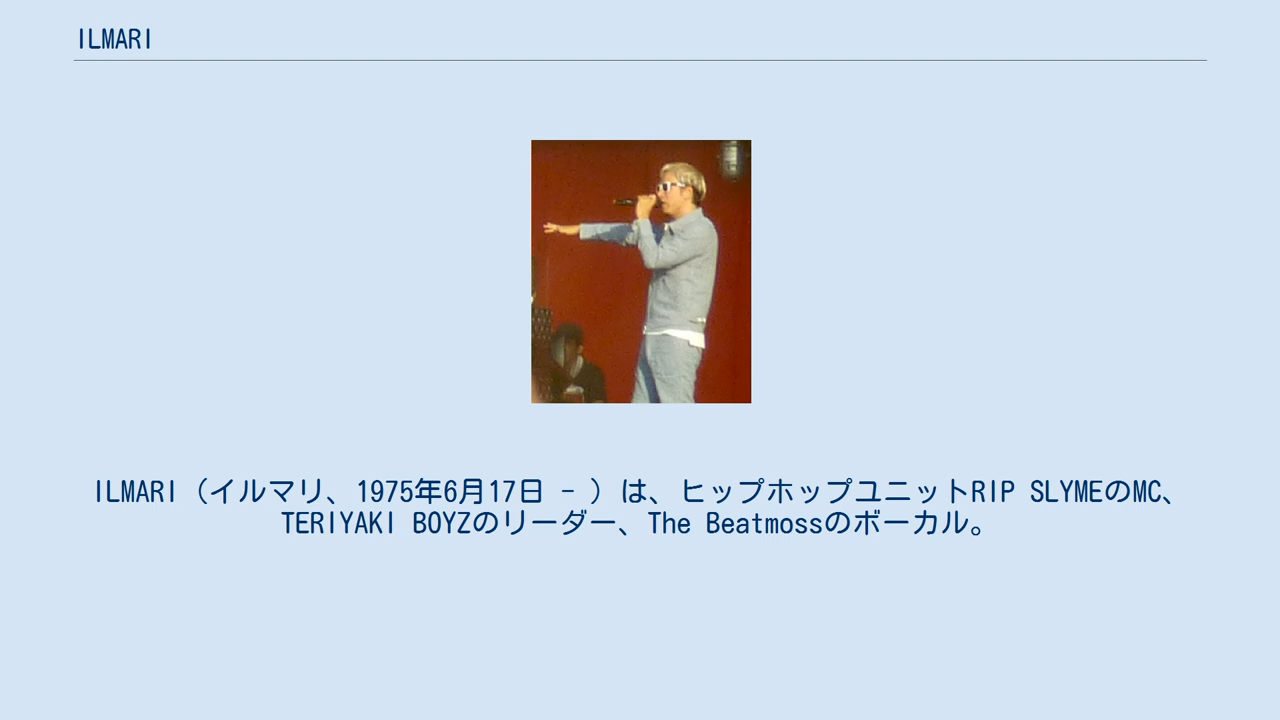 ILMARI
ILMARI（イルマリ、1975年6月17日 - ）は、ヒップホップユニットRIP SLYMEのMC、
TERIYAKI BOYZのリーダー、The Beatmossのボーカル。